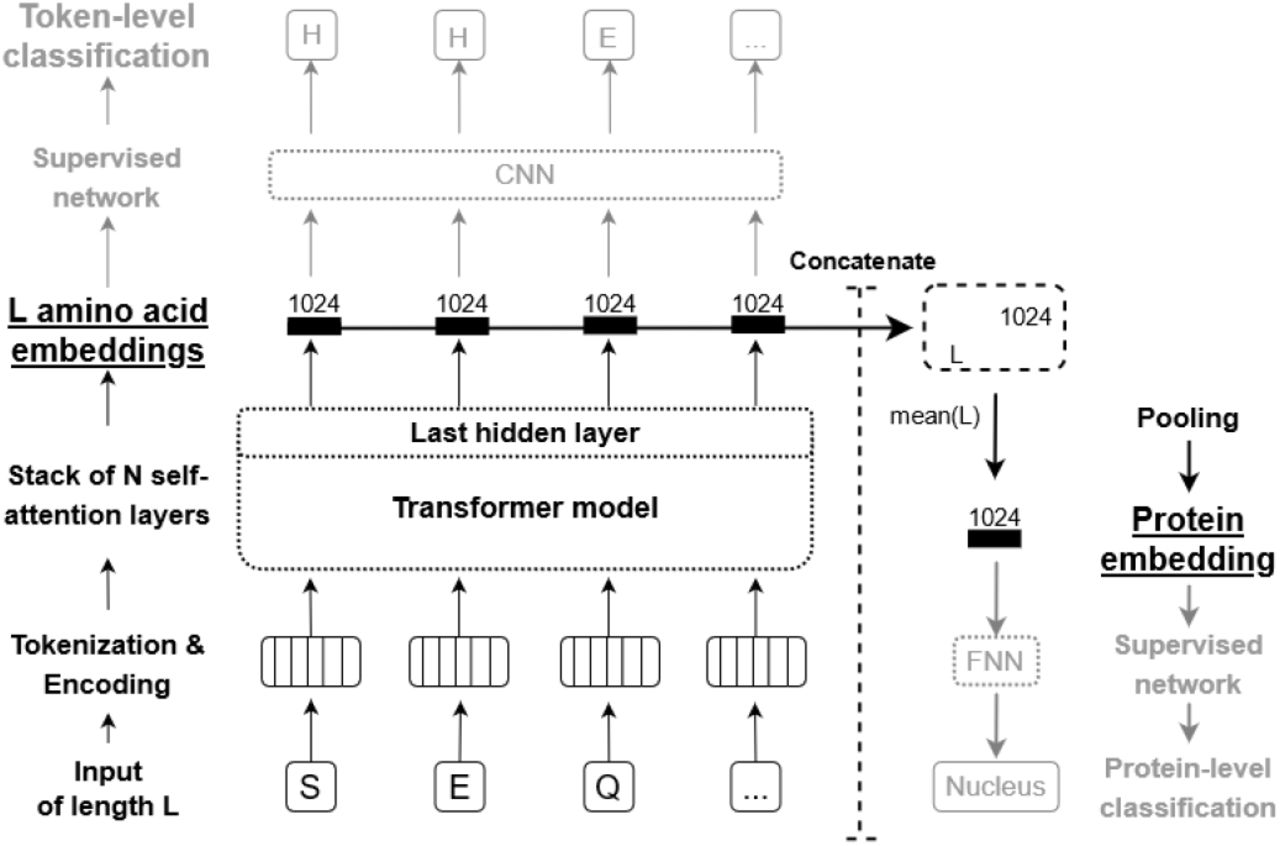 Token-level
classification
H
H
E
...
Supervised
network
CNN
Concatenate
L amino acid
embeddings
1024
1024
1024
1024
1024
L
mean(L)
Pooling
Last hidden layer
Stack of N self-
attention layers
Transformer model
1024
Protein
embedding
Tokenization &
Encoding
FNN
Supervised
network
Input
of length L
S
E
Q
...
Nucleus
Protein-level
classification